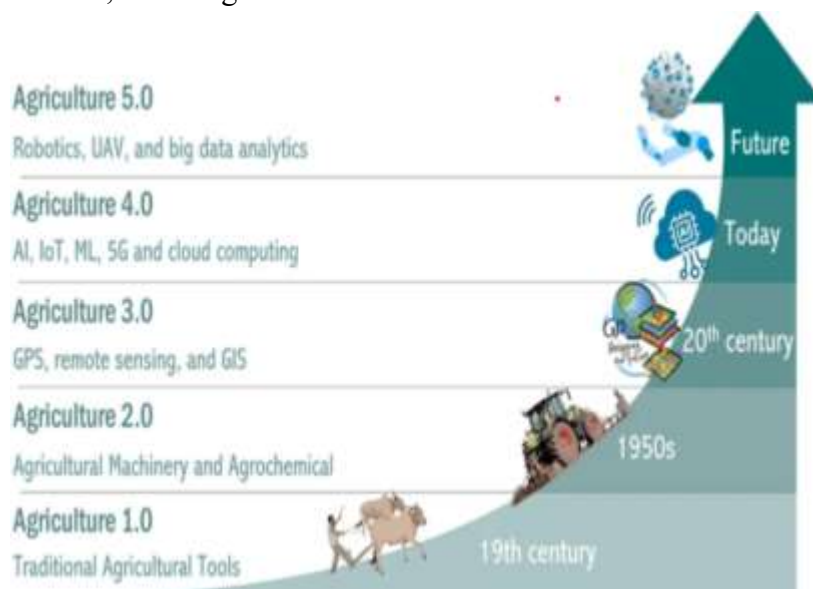 Agriculture 5.0
Robotics, UAV, and big data analytics
Future
Agriculture 4.0
AI, IoT, ML, 5G and cloud computing
AI
Today
Agriculture 3.0
GPS, remote sensing, and GIS
20th century
Agriculture 2.0
Agricultural Machinery and Agrochemical
1950s
Agriculture 1.0
Traditional Agricultural Tools
19th century